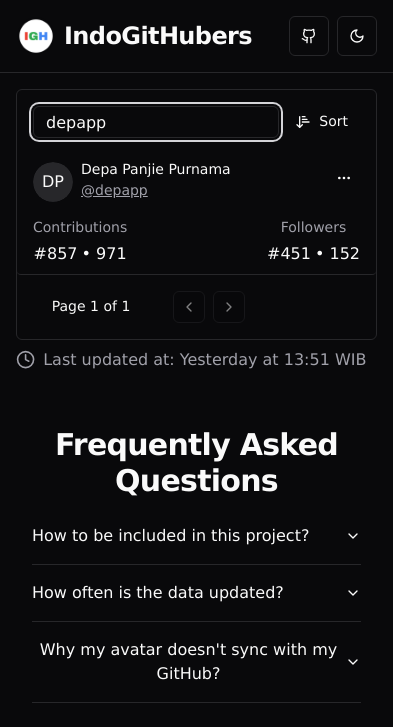 IGH IndoGitHubers
depapp
Sort
DP
Depa Panjie Purnama
@depapp
Contributions Followers
#857 • 971 #451 • 152
Page 1 of 1
Last updated at: Yesterday at 13:51 WIB
Frequently Asked
Questions
How to be included in this project?
How often is the data updated?
Why my avatar doesn't sync with my
GitHub?